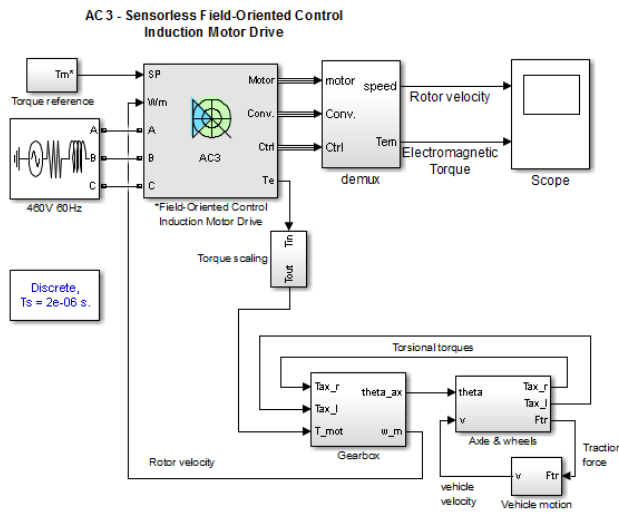 AC3 - Sensorless Field-Oriented Control
Induction Motor Drive
Tm*
Torque reference
SP
Wm
A
B
C
Motor
Conv.
Ctrl
Te
AC3
*Field-Oriented Control
Induction Motor Drive
A
B
C
460V 60Hz
motor
Conv.
Ctrl
speed
Tem
demux
Rotor velocity
Electromagnetic
Torque
Scope
Torque scaling
Tin
Tout
Discrete,
Ts = 2e-06 s.
Torsional torques
Tax_r
Tax_l
T_mot
theta_ax
w_m
Gearbox
theta
v
Tax_r
Tax_l
Ftr
Axle & wheels
Rotor velocity
vehicle
velocity
v
Ftr
Vehicle motion
Traction
force